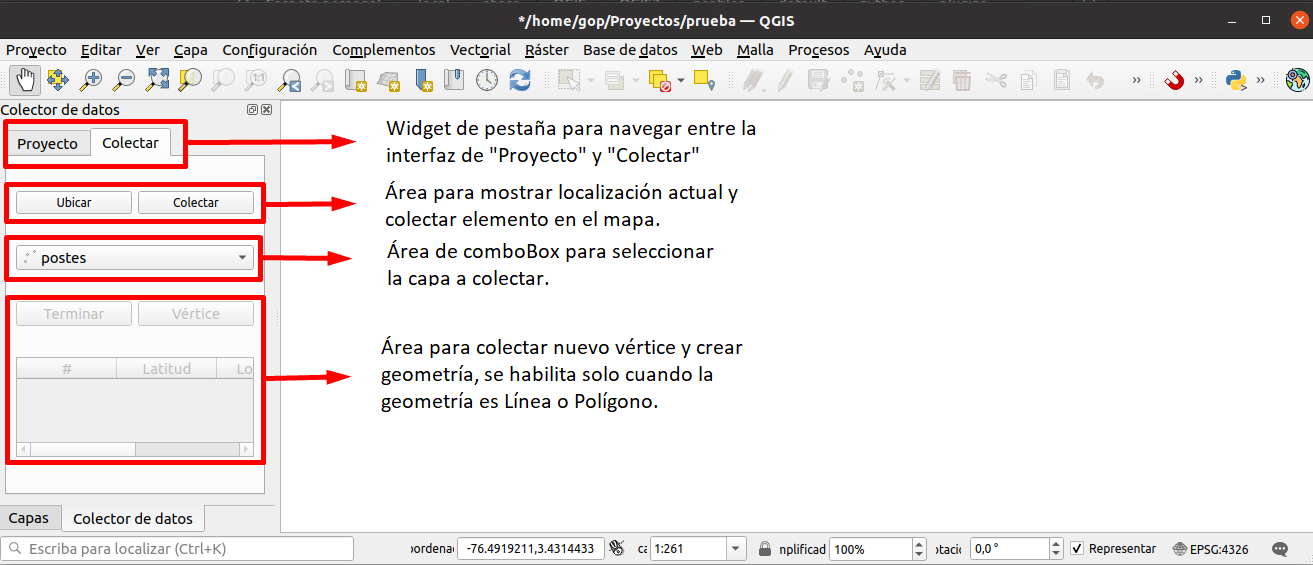 */home/gop/Proyectos/prueba — QGIS
Proyecto Editar Ver Capa Configuración Complementos Vectorial Ráster Base de datos Web Malla Procesos Ayuda
Colector de datos
Proyecto Colectar
Widget de pestaña para navegar entre la
interfaz de "Proyecto" y "Colectar"
Ubicar Colectar
Área para mostrar localización actual y
colectar elemento en el mapa.
postes
Área de comboBox para seleccionar
la capa a colectar.
Terminar Vértice
# Latitud Lo
Área para colectar nuevo vértice y crear
geometría, se habilita solo cuando la
geometría es Línea o Polígono.
Capas Colector de datos
Escriba para localizar (Ctrl+K) -76.4919211,3.4314433 1:261 100% 0,0 ° Representar EPSG:4326